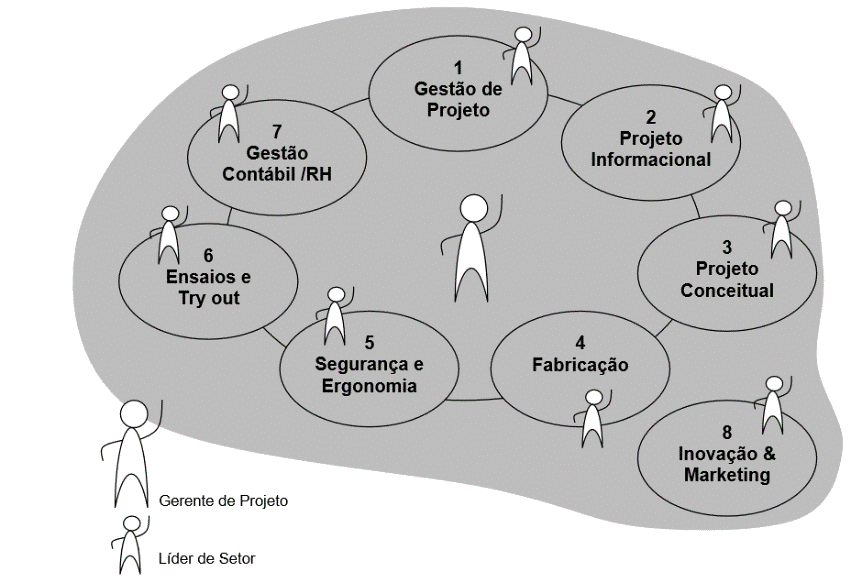 1
Gestão de
Projeto
2
Projeto
Informacional
3
Projeto
Conceitual
4
Fabricação
5
Segurança e
Ergonomia
6
Ensaios e
Try out
7
Gestão
Contábil /RH
8
Inovação &
Marketing
Gerente de Projeto
Líder de Setor